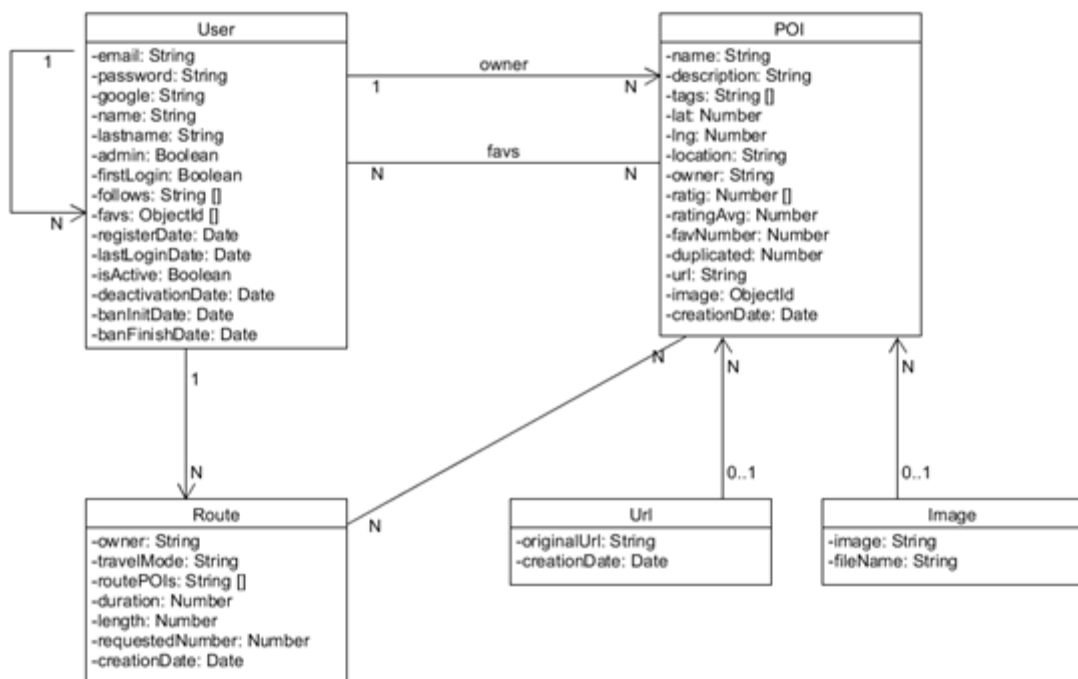 User
-email: String
-password: String
-google: String
-name: String
-lastname: String
-admin: Boolean
-firstLogin: Boolean
-follows: String []
-favs: ObjectId []
-registerDate: Date
-lastLoginDate: Date
-isActive: Boolean
-deactivationDate: Date
-banInitDate: Date
-banFinishDate: Date
1
N
owner
1
N
favs
N
N
POI
-name: String
-description: String
-tags: String []
-lat: Number
-lng: Number
-location: String
-owner: String
-ratig: Number []
-ratingAvg: Number
-favNumber: Number
-duplicated: Number
-url: String
-image: ObjectId
-creationDate: Date
1
N
N
N
N
0..1
N
0..1
Route
-owner: String
-travelMode: String
-routePOIs: String []
-duration: Number
-length: Number
-requestedNumber: Number
-creationDate: Date
Url
-originalUrl: String
-creationDate: Date
Image
-image: String
-fileName: String